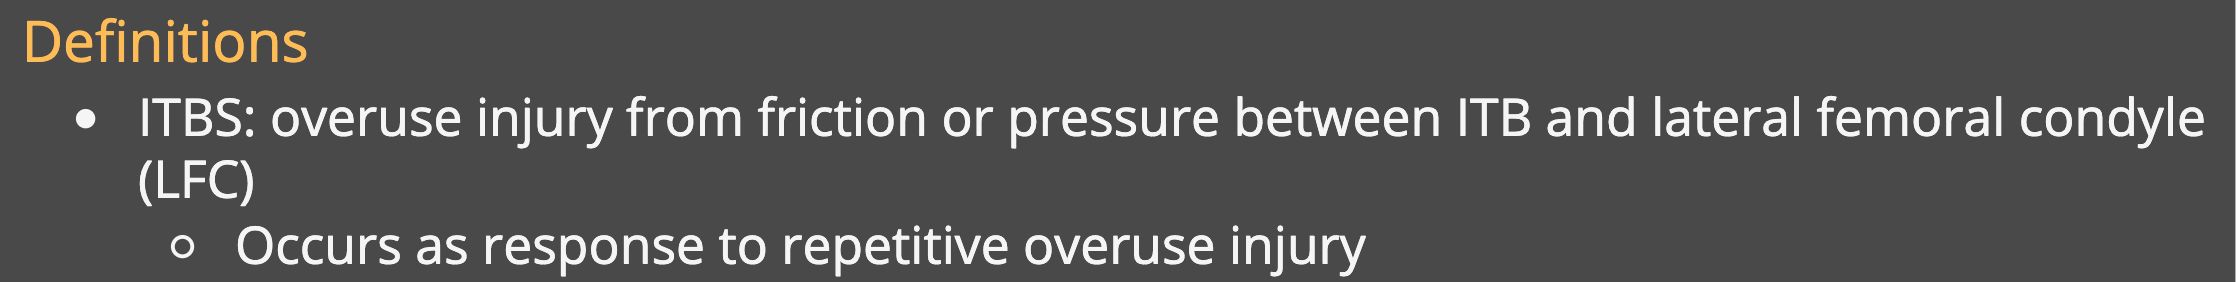 Definitions
● ITBS: overuse injury from friction or pressure between ITB and lateral femoral condyle
(LFC)
○ Occurs as response to repetitive overuse injury